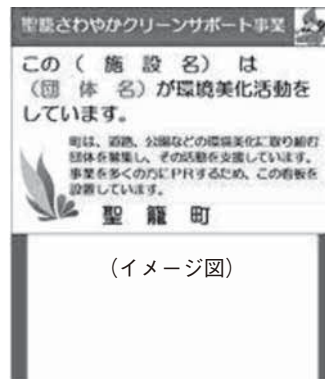 聖籠さわやかクリーンサポート事業
この（ 施 設 名） は
（団 体 名）が環境美化活動を
しています。
町は、道路、公園などの環境美化に取り組む
団体を募集し、その活動を支援しています。
事業を多くの方にPRするため、この看板を
設置しています。
聖 籠 町
（イメージ図）